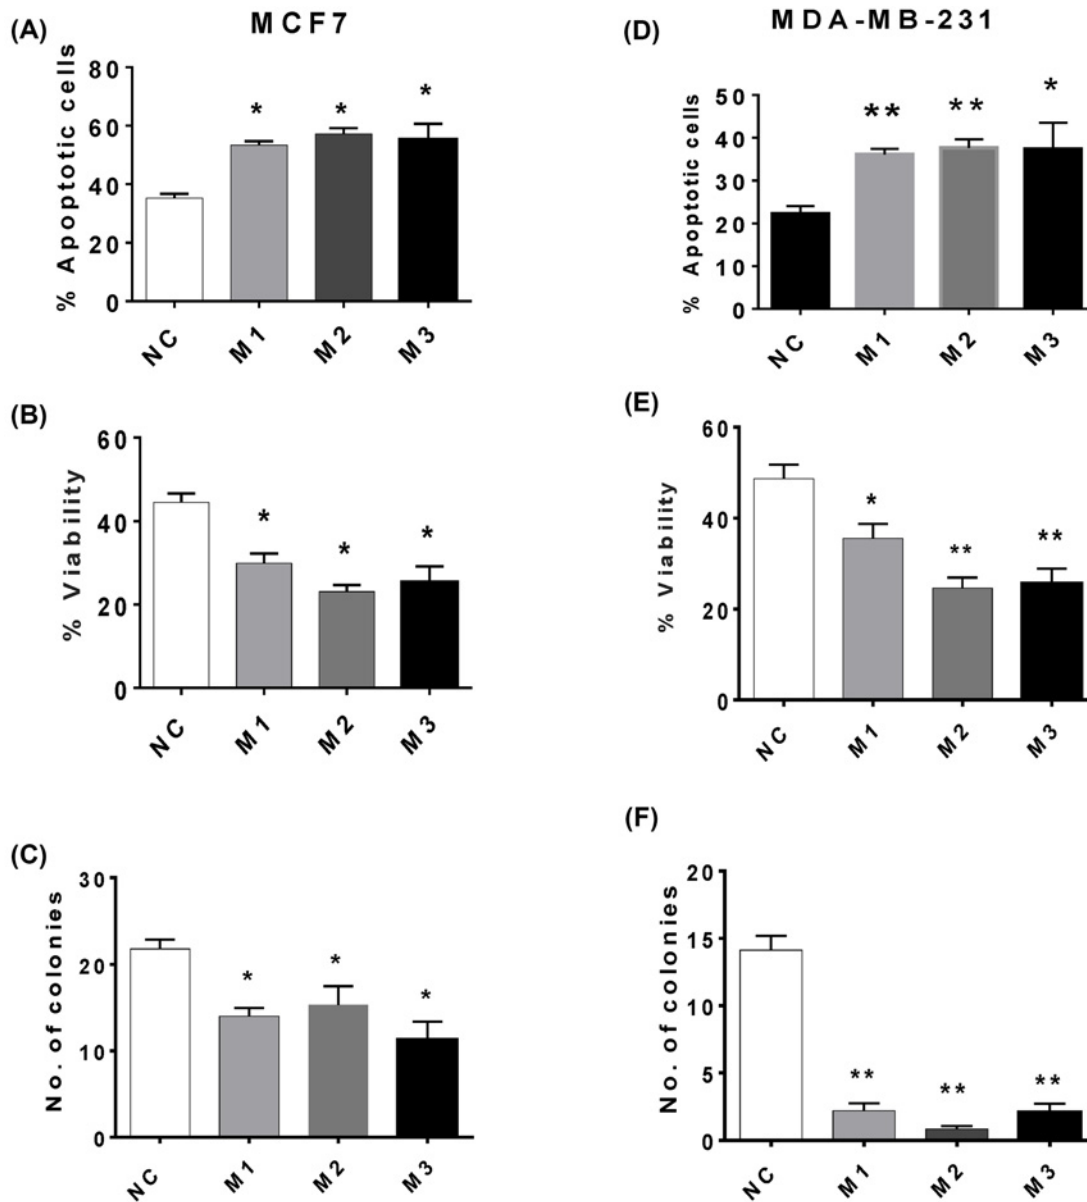 MCF7
(A)
% Apoptotic cells
80
60
40
20
0
*
*
*
NC
M1
M2
M3
(B)
% Viability
60
40
20
0
*
*
*
NC
M1
M2
M3
(C)
No. of colonies
30
20
10
0
*
*
*
NC
M1
M2
M3
MDA-MB-231
(D)
% Apoptotic cells
50
40
30
20
10
0
**
**
*
NC
M1
M2
M3
(E)
% Viability
60
40
20
0
*
**
**
NC
M1
M2
M3
(F)
No. of colonies
20
15
10
5
0
**
**
**
NC
M1
M2
M3